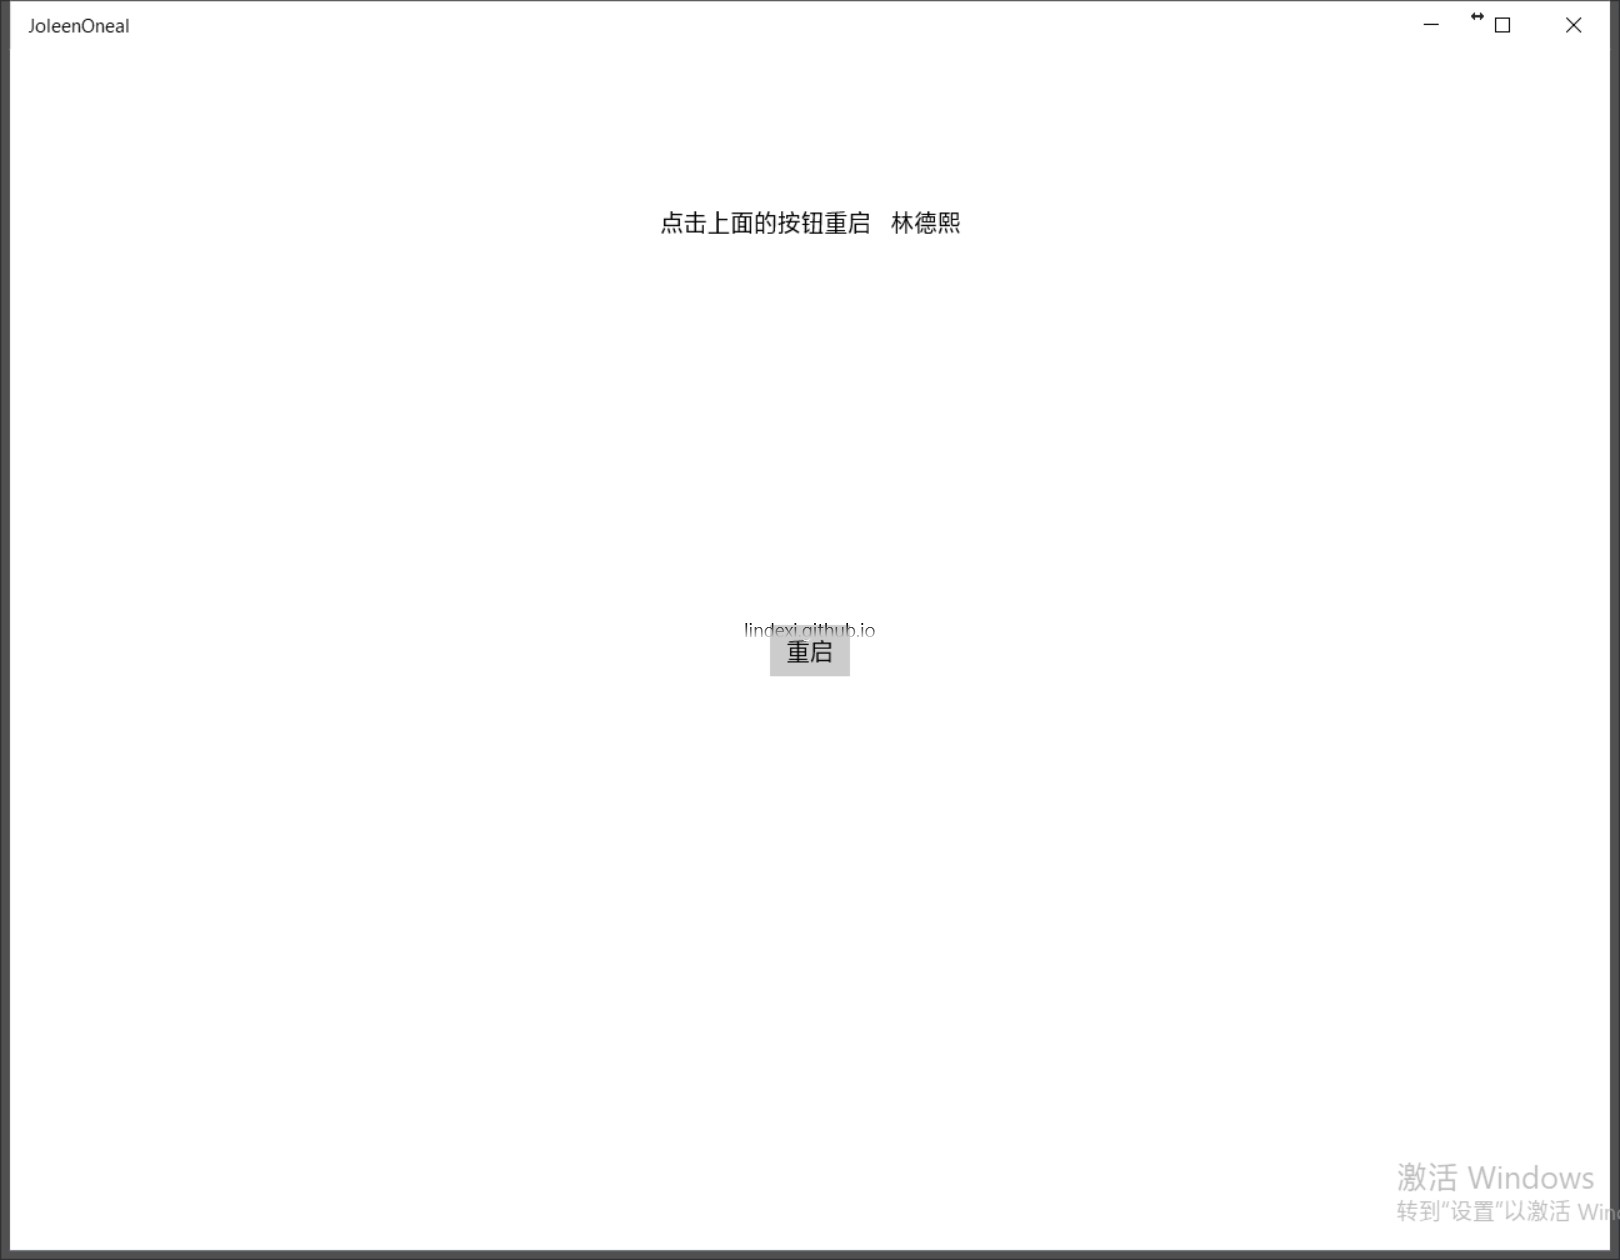 JoleenOneal
点击上面的按钮重启 林德熙
lindexi.github.io
重启
激活 Windows
转到"设置"以激活 Win